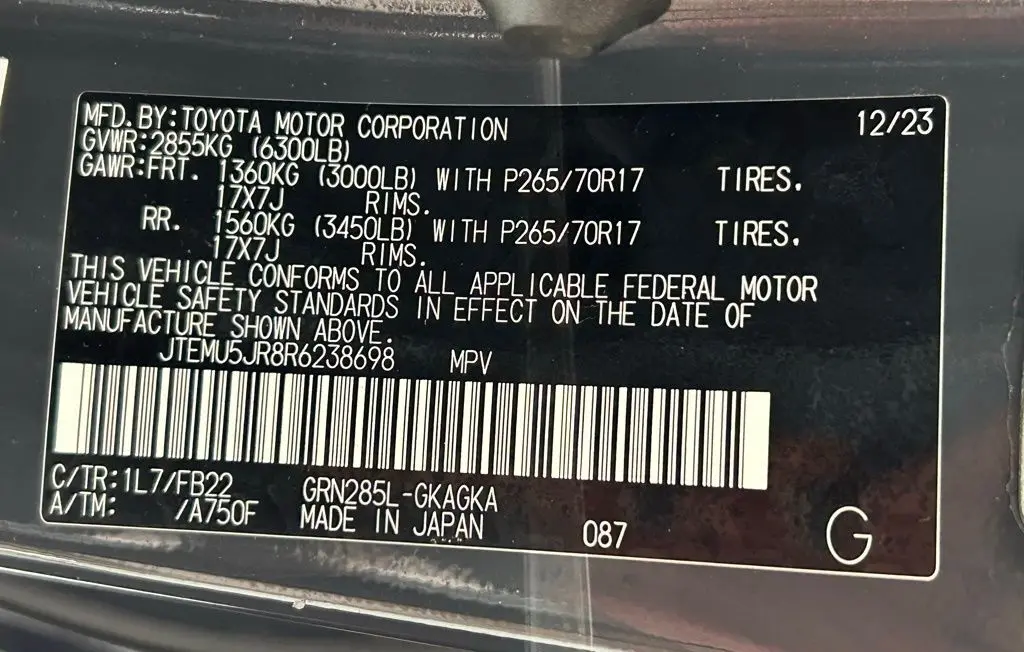 MFD. BY: TOYOTA MOTOR CORPORATION 12/23
GVWR: 2855KG (6300LB)
GAWR: FRT. 1360KG (3000LB) WITH P265/70R17 TIRES.
17X7J RIMS.
RR. 1560KG (3450LB) WITH P265/70R17 TIRES.
17X7J RIMS.
THIS VEHICLE CONFORMS TO ALL APPLICABLE FEDERAL MOTOR
VEHICLE SAFETY STANDARDS IN EFFECT ON THE DATE OF
MANUFACTURE SHOWN ABOVE.
JTEMU5JR8R6238698 MPV
C/TR: 1L7/FB22 GRN285L-GKAGKA
A/TM: /A750F MADE IN JAPAN 087 G